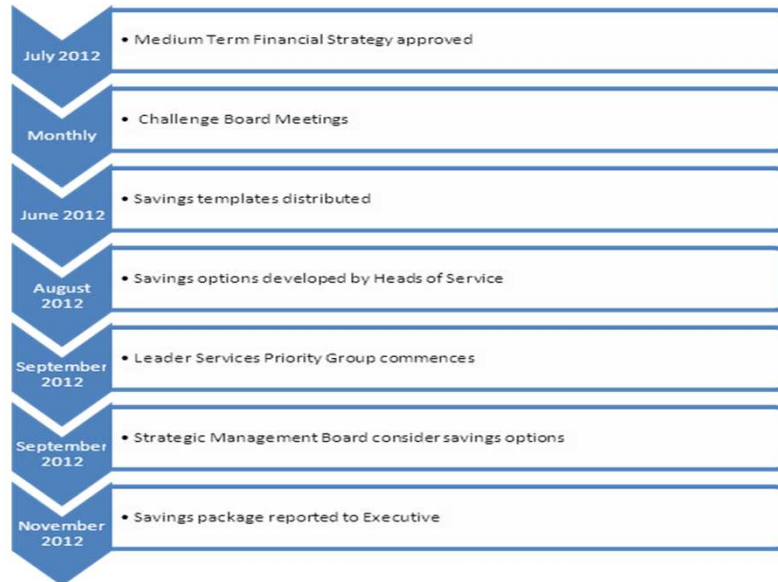 July 2012
• Medium Term Financial Strategy approved
Monthly
• Challenge Board Meetings
June 2012
• Savings templates distributed
August
2012
• Savings options developed by Heads of Service
September
2012
• Leader Services Priority Group commences
September
2012
• Strategic Management Board consider savings options
November
2012
• Savings package reported to Executive